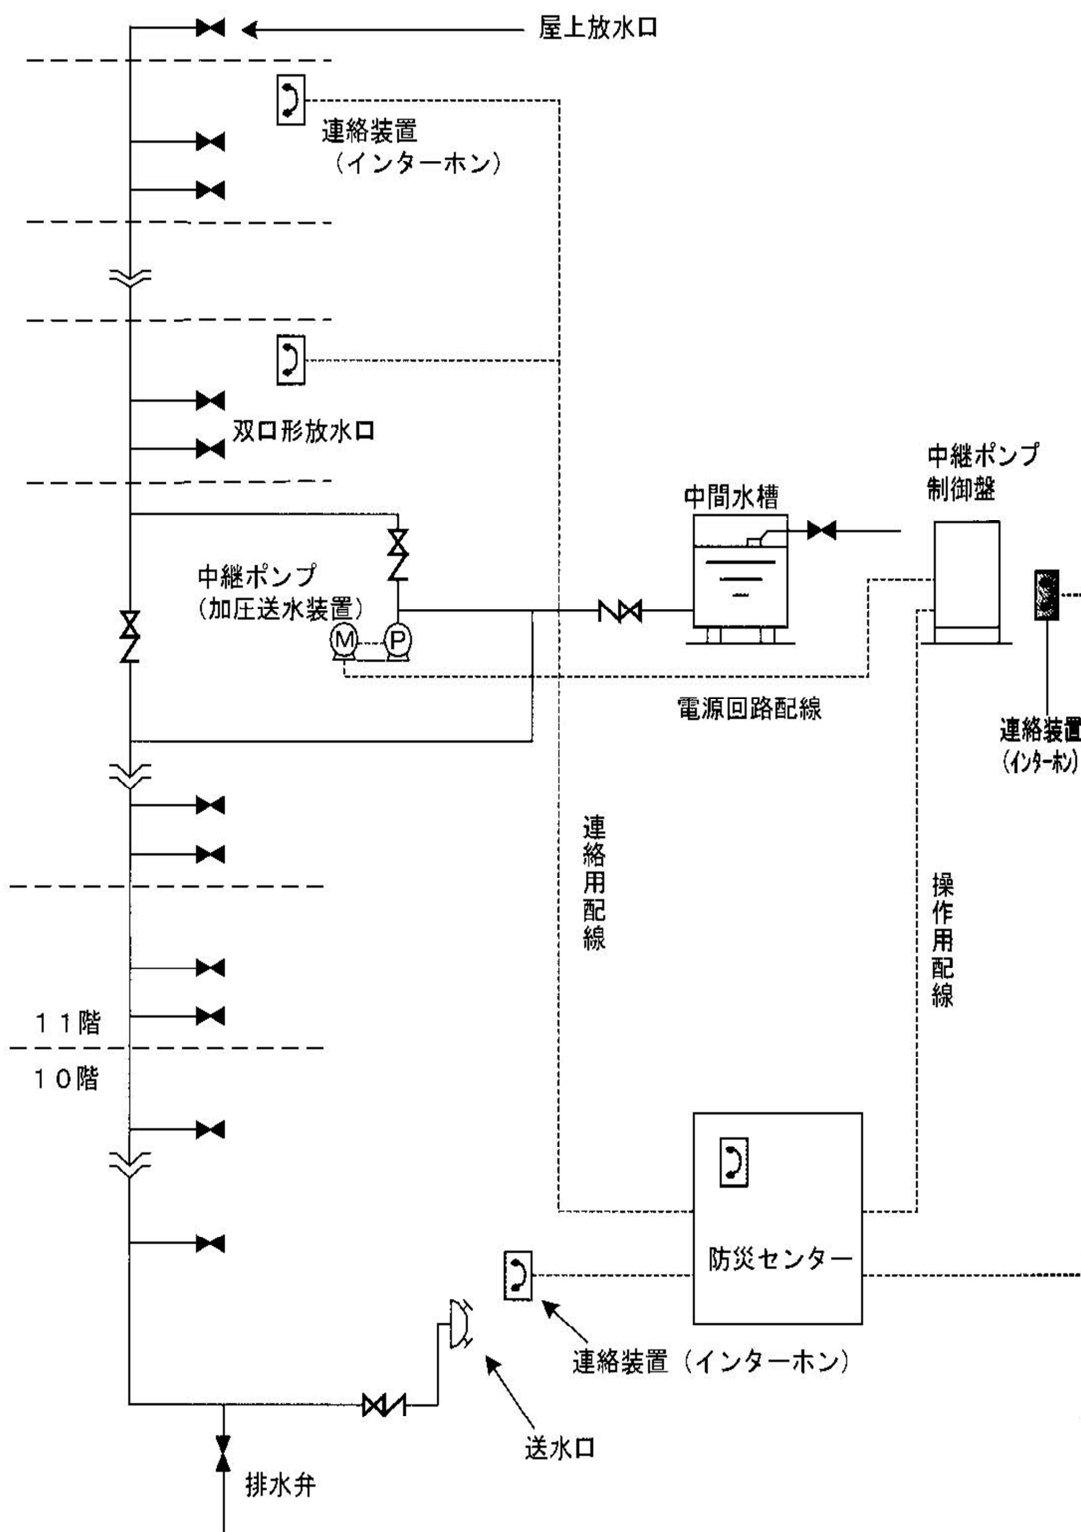 屋上放水口
連絡装置
(インターホン)
双口形放水口
中継ポンプ
制御盤
中間水槽
中継ポンプ
(加圧送水装置)
M
P
電源回路配線
連絡装置
(インターホン)
連絡用配線
操作用配線
11階
10階
防災センター
連絡装置(インターホン)
送水口
排水弁